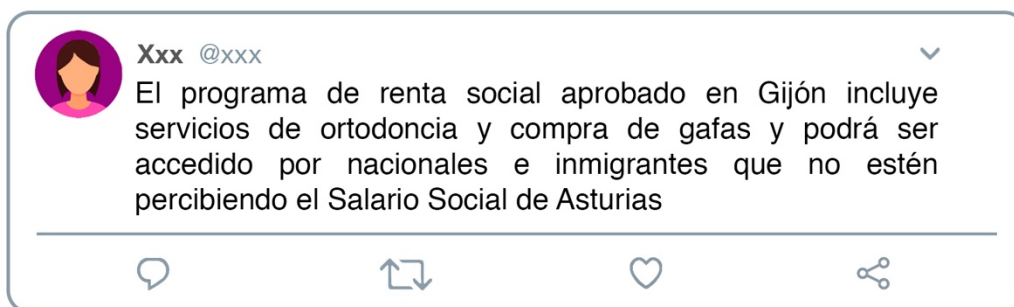 Xxx @xxx
El programa de renta social aprobado en Gijón incluye
servicios de ortodoncia y compra de gafas y podrá ser
accedido por nacionales e inmigrantes que no estén
percibiendo el Salario Social de Asturias